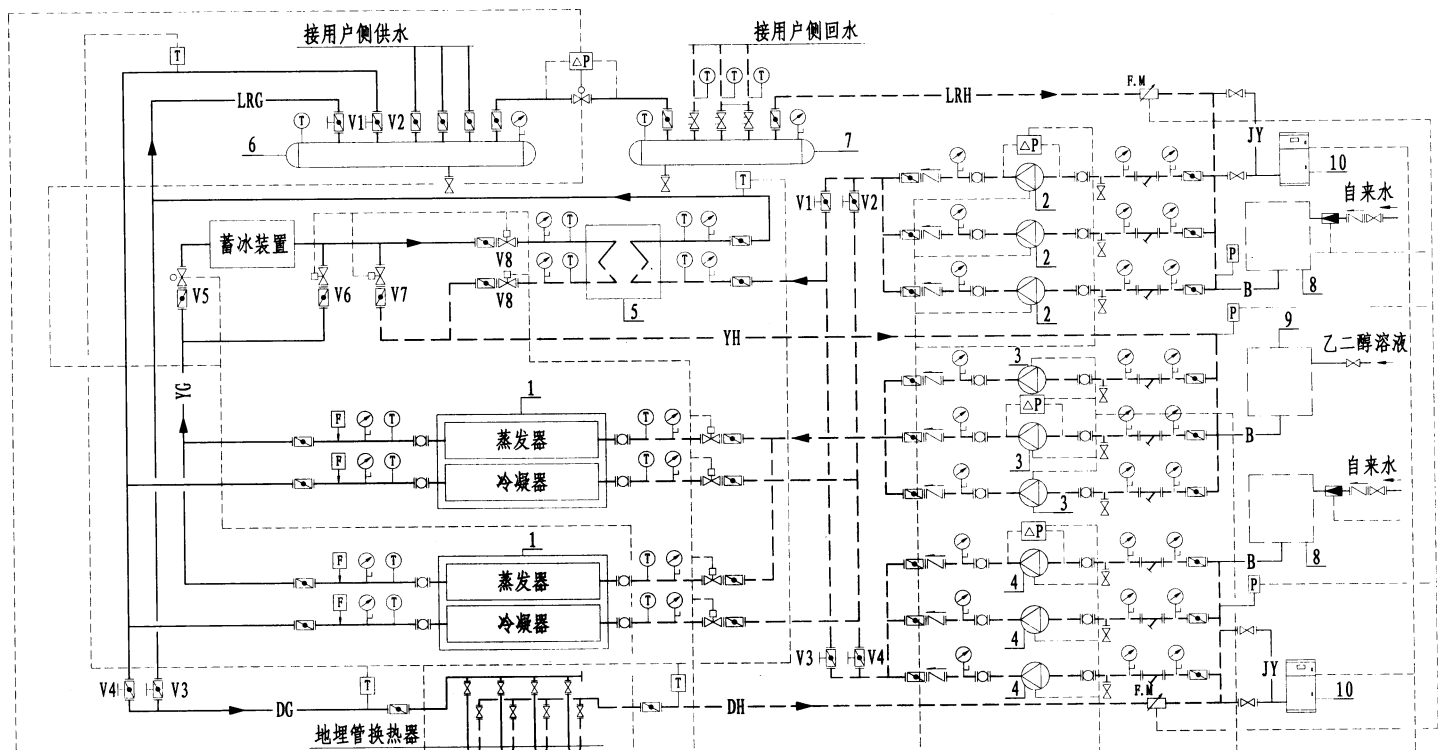 接用户侧供水
接用户侧回水
T
△P
T T T
F.M
LRG
LRH
T V1 V2
T
JY
6
7
△P
10
T
V1 V2
2
自来水
蓄冰装置
T
T
V8
2
P
V5 V6 V7
T
T
V8
B
8
5
2
P
9
YH
乙二醇溶液
YG
3
1
△P
F T
蒸发器
T
B
3
F T
冷凝器
T
自来水
3
1
△P
F T
蒸发器
T
4
B
8
P
F T
冷凝器
T
4
V3 V4
JY
V4 V3
T
T
4
F.M
10
DG
DH
地埋管换热器